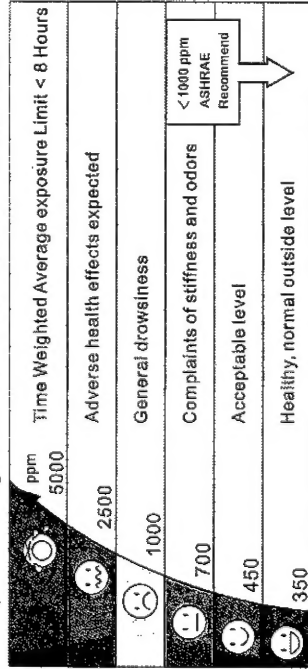 ppm
5000
Time Weighted Average exposure Limit < 8 Hours
2500
Adverse health effects expected
1000
General drowsiness
700
Complaints of stiffness and odors
<1000 ppm
ASHRAE
Recommend
450
Acceptable level
350
Healthy, normal outside level